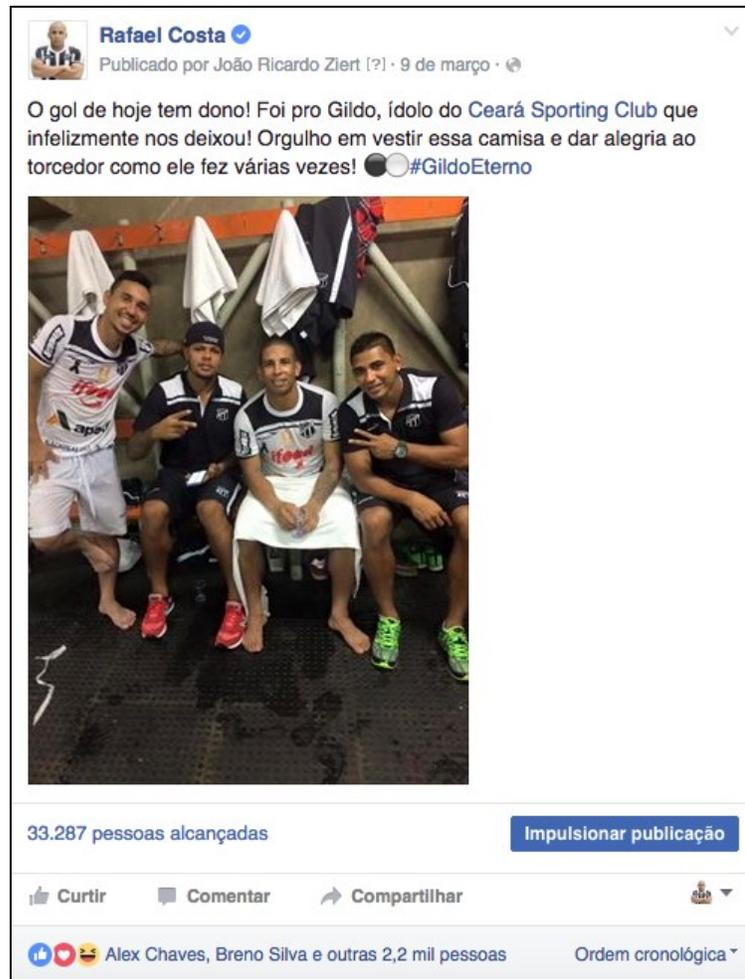 Rafael Costa
Publicado por João Ricardo Ziert [?] · 9 de março ·
O gol de hoje tem dono! Foi pro Gildo, ídolo do Ceará Sporting Club que
infelizmente nos deixou! Orgulho em vestir essa camisa e dar alegria ao
torcedor como ele fez várias vezes! ⚫⚪#GildoEterno
ifood
ifood
33.287 pessoas alcançadas
Impulsionar publicação
Curtir
Comentar
Compartilhar
Alex Chaves, Breno Silva e outras 2,2 mil pessoas
Ordem cronológica